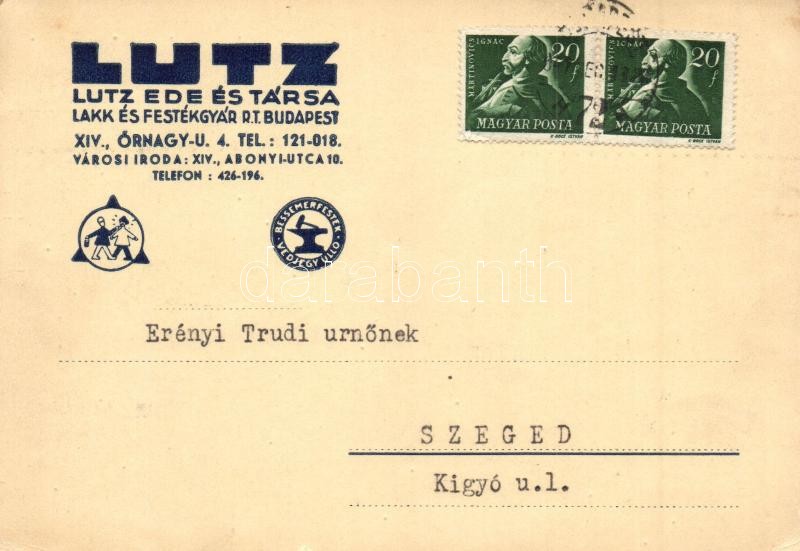 LUTZ
LUTZ EDE ÉS TÁRSA
LAKK ÉS FESTÉKGYÁR R.T. BUDAPEST
XIV., ŐRNAGY-U. 4. TEL.: 121-018.
VÁROSI IRODA: XIV., ABONYI-UTCA 10.
TELEFON : 426-196.
BESSEMERFESTÉK
VÉDJEGY ÜLLŐ
MARTINOVICS
IGNÁC
20 f
MAGYAR POSTA
MARTINOVICS
IGNÁC
20 f
MAGYAR POSTA
darabanth
Erényi Trudi urnőnek
SZEGED
Kigyó u.l.